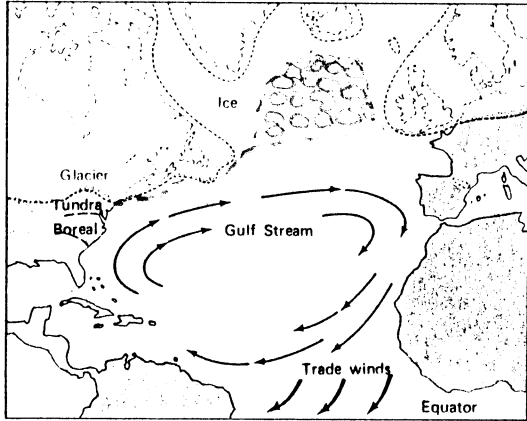 Ice
Glacier
Tundra
Boreal
Gulf Stream
Trade winds
Equator